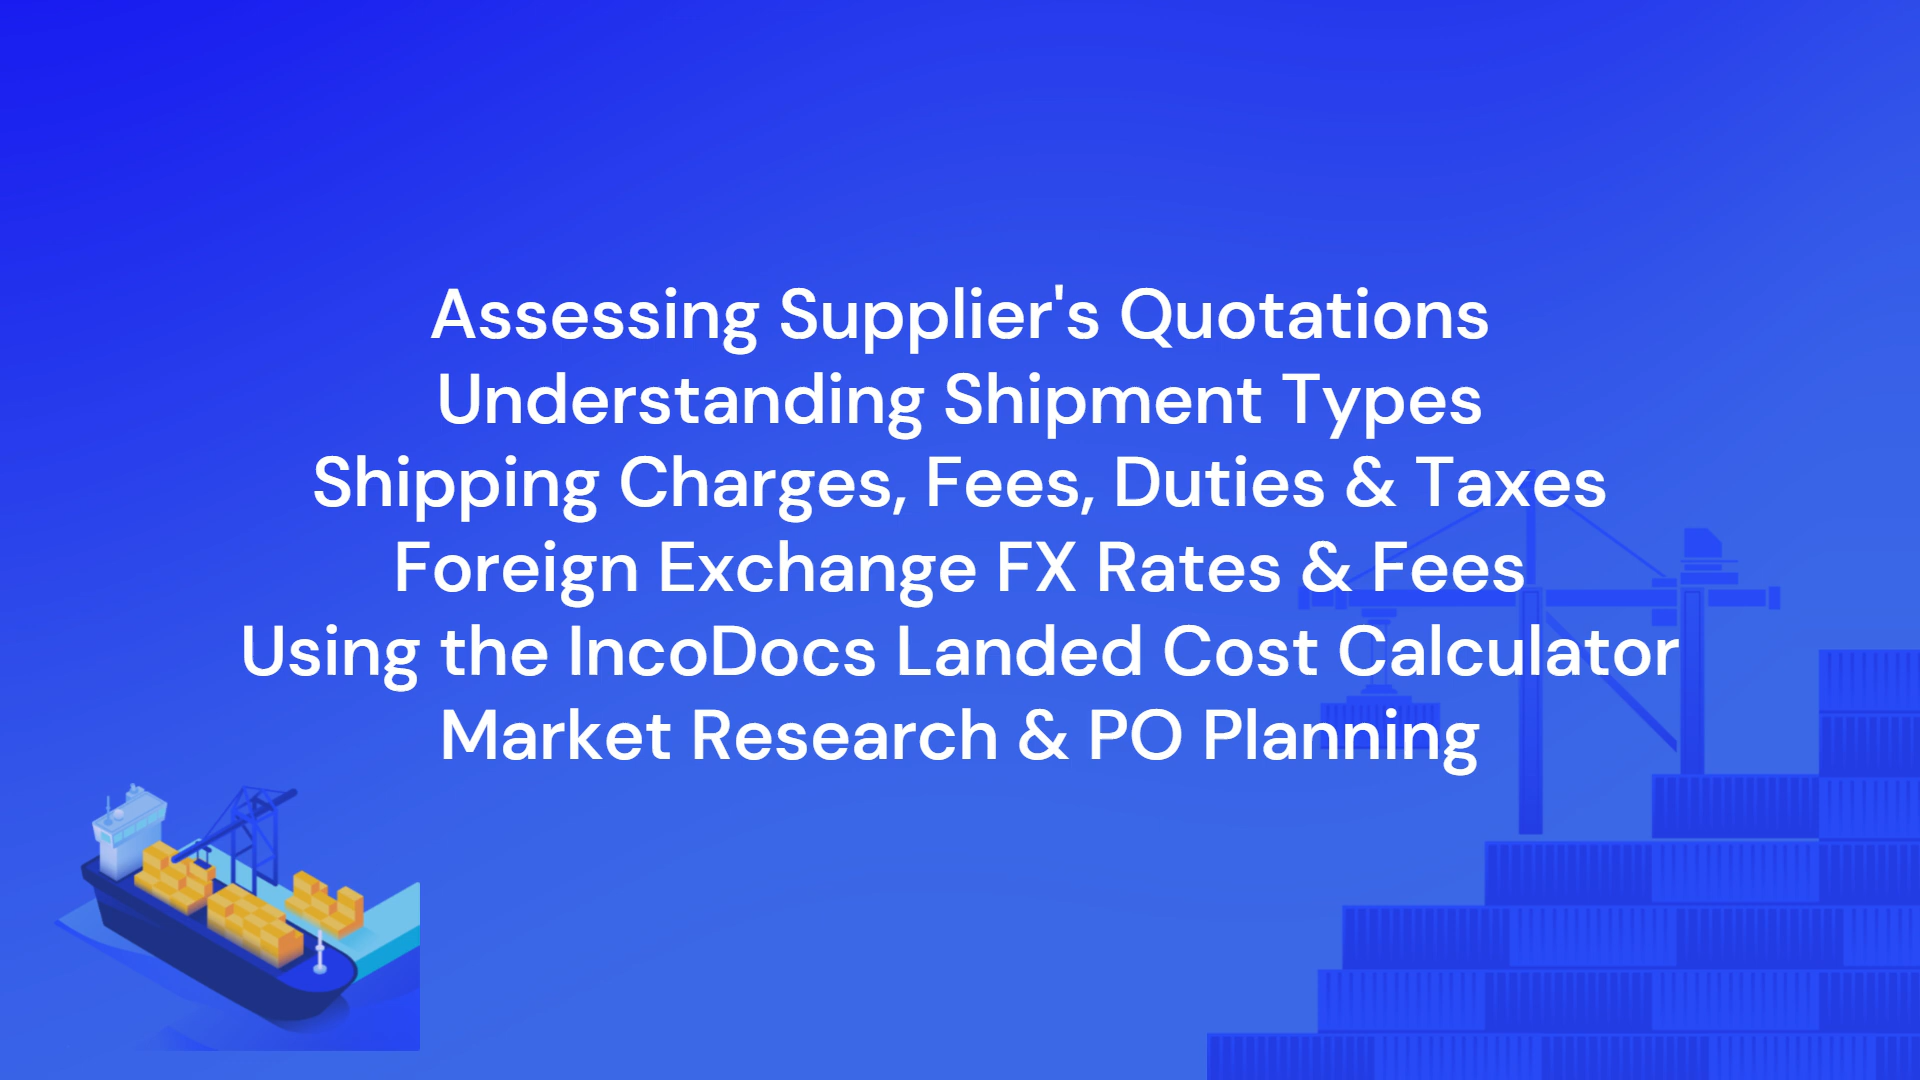 Assessing Supplier's Quotations
Understanding Shipment Types
Shipping Charges, Fees, Duties & Taxes
Foreign Exchange FX Rates & Fees
Using the IncoDocs Landed Cost Calculator
Market Research & PO Planning